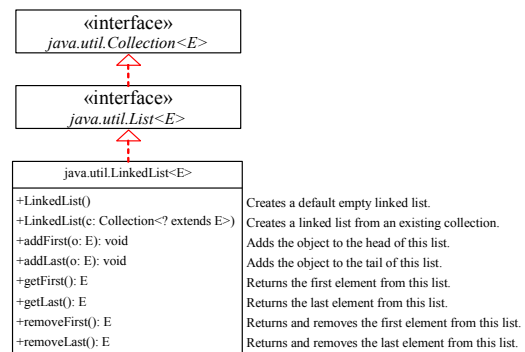 «interface»
java.util.Collection<E>
«interface»
java.util.List<E>
java.util.LinkedList<E>
+LinkedList() Creates a default empty linked list.
+LinkedList(c: Collection<? extends E>) Creates a linked list from an existing collection.
+addFirst(o: E): void Adds the object to the head of this list.
+addLast(o: E): void Adds the object to the tail of this list.
+getFirst(): E Returns the first element from this list.
+getLast(): E Returns the last element from this list.
+removeFirst(): E Returns and removes the first element from this list.
+removeLast(): E Returns and removes the last element from this list.